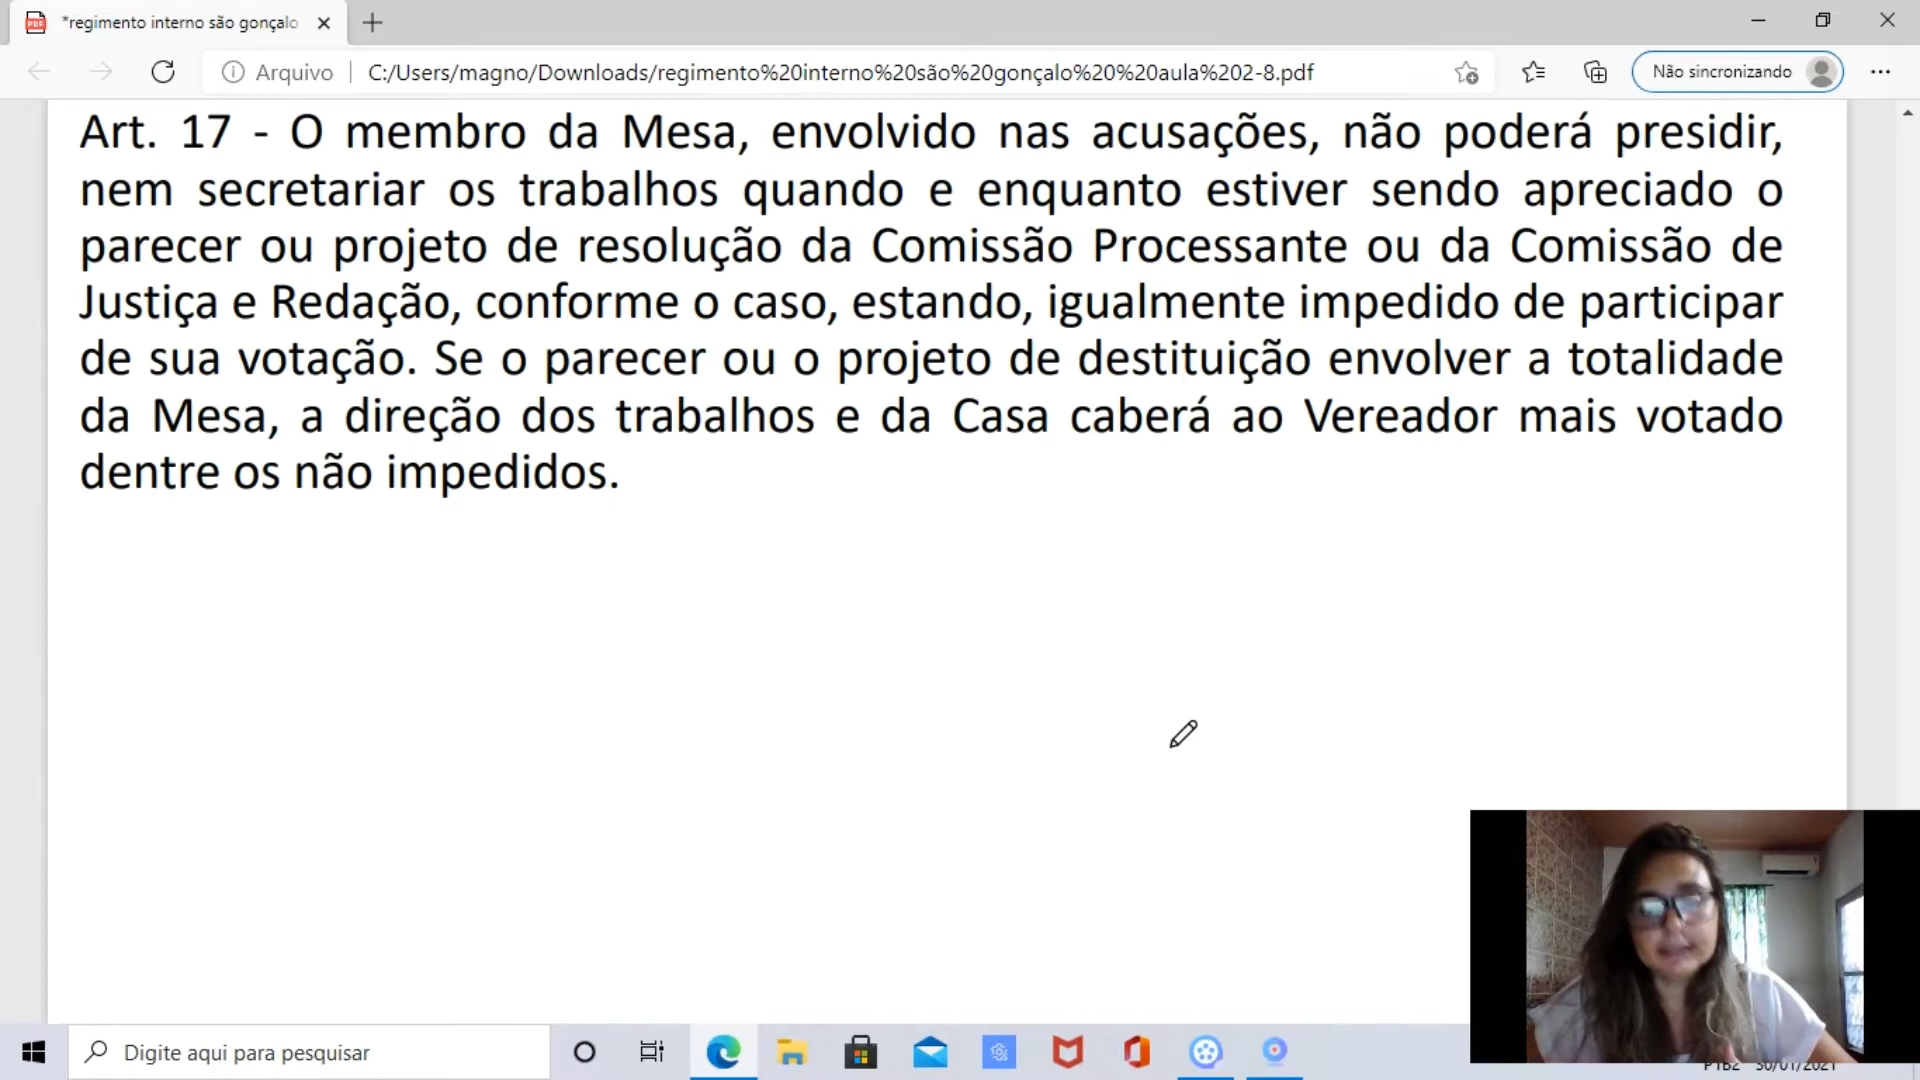 *regimento interno são gonçalo
Arquivo
C:/Users/magno/Downloads/regimento%20interno%20são%20gonçalo%20%20aula%202-8.pdf
Não sincronizando
Art. 17 - O membro da Mesa, envolvido nas acusações, não poderá presidir,
nem secretariar os trabalhos quando e enquanto estiver sendo apreciado o
parecer ou projeto de resolução da Comissão Processante ou da Comissão de
Justiça e Redação, conforme o caso, estando, igualmente impedido de participar
de sua votação. Se o parecer ou o projeto de destituição envolver a totalidade
da Mesa, a direção dos trabalhos e da Casa caberá ao Vereador mais votado
dentre os não impedidos.
Digite aqui para pesquisar
PTB2 30/01/2021